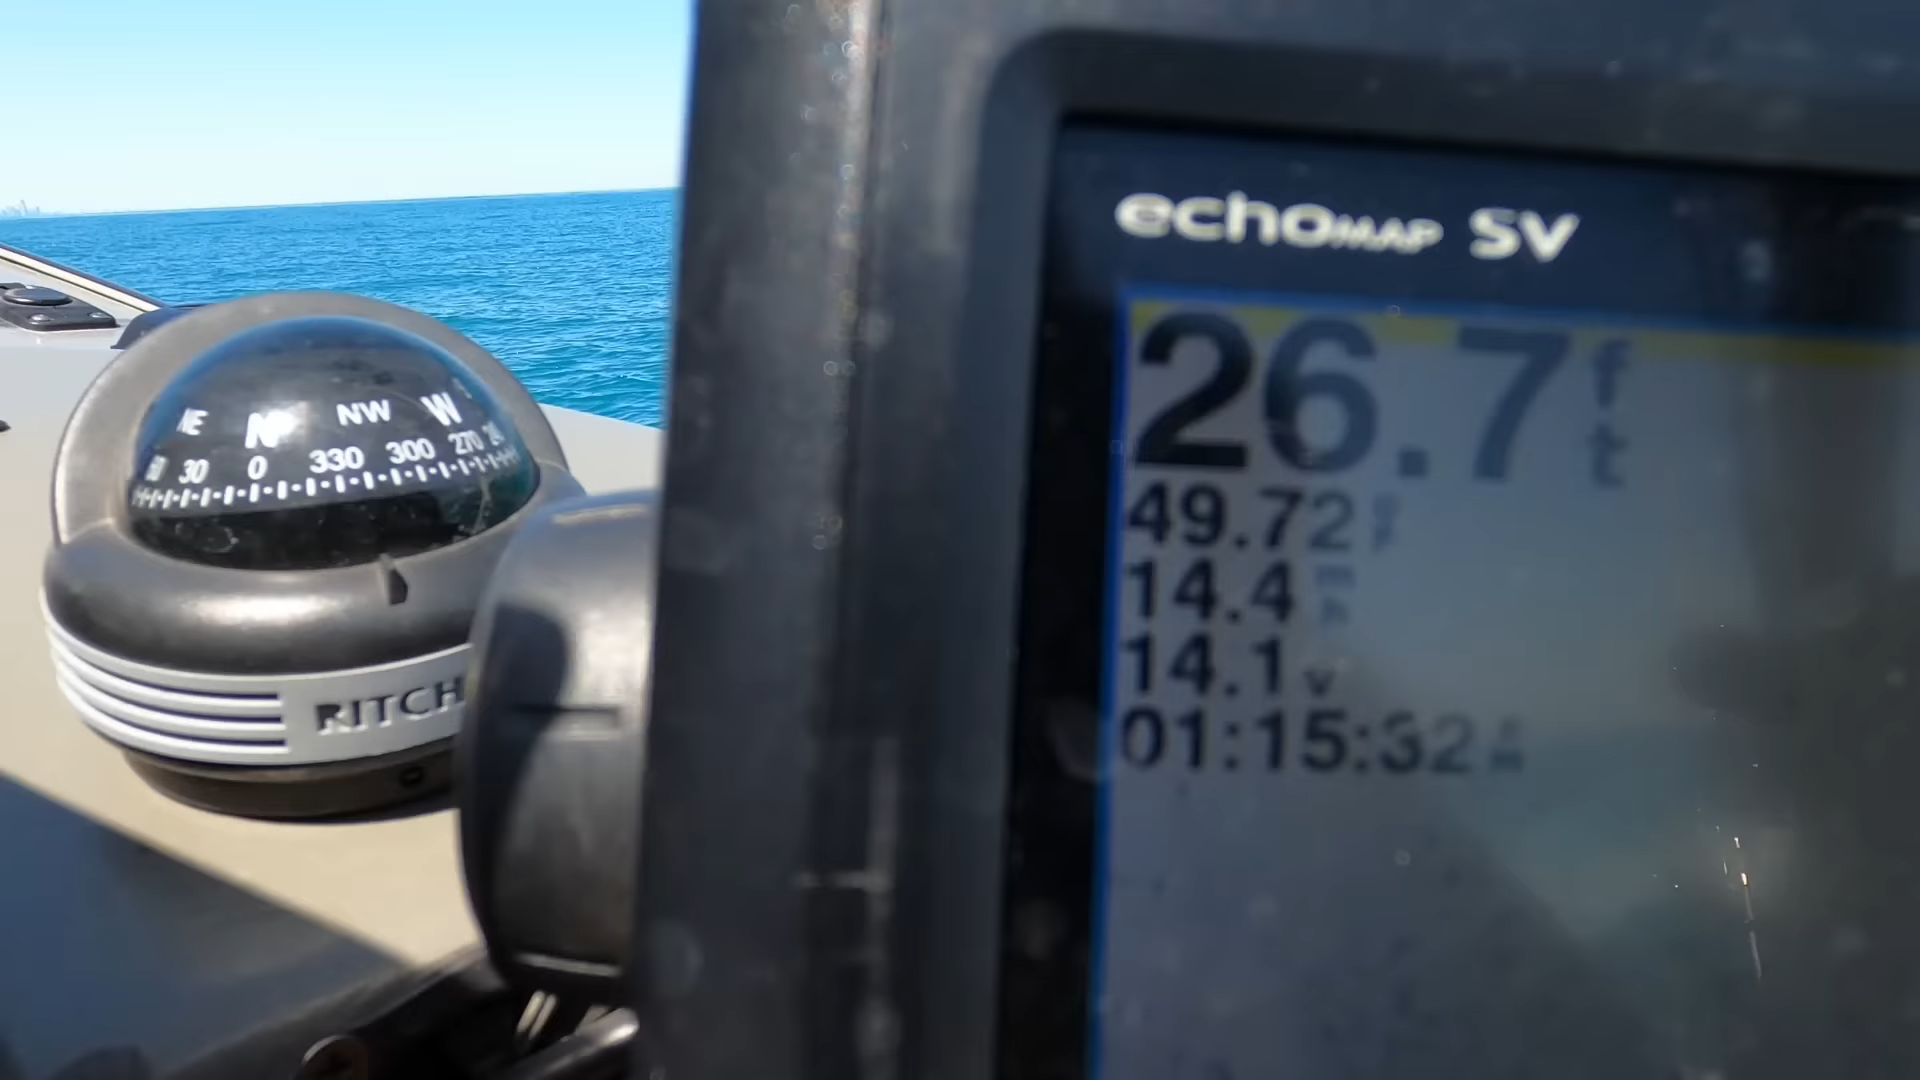 NE N NW W
30 0 330 300 270
RITCH
echoMAP SV
26.7 ft
49.72 °F
14.4 mh
14.1 v
01:15:32